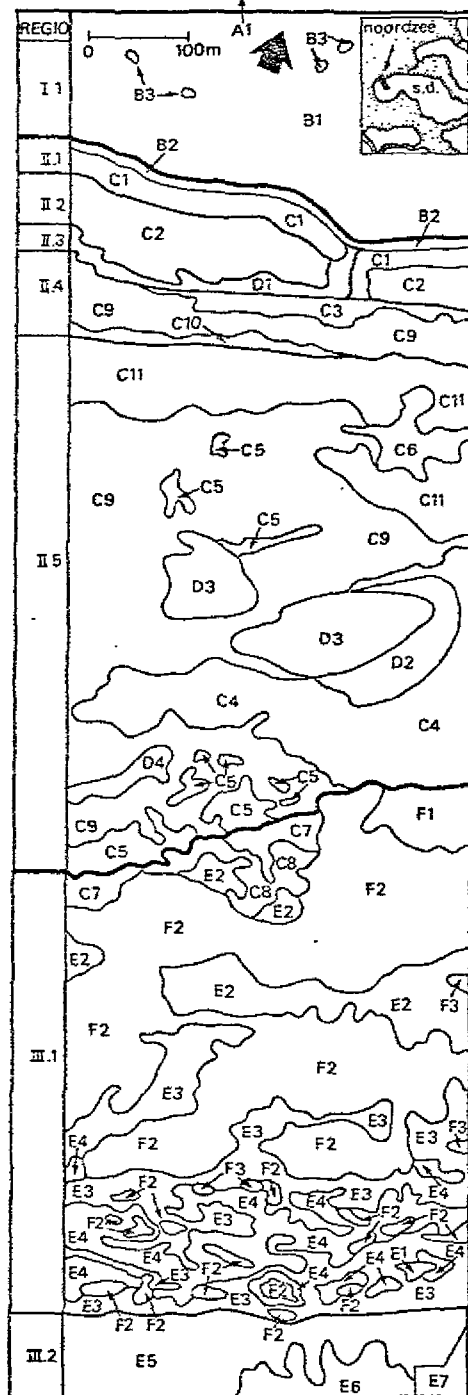 REGIO 0 100m A1 B3 noordzee
B3 s.d.
I 1 B1
II.1 B2
C1
II 2 C1 B2
II.3 C2 C1
II.4 D1 C2
C9 C3
C10 C9
C11 C11
C5 C6
C5 C11
C9 C5 C9
II 5 D3
D3
D2
C4
C4
D4
C5 C5
C5 F1
C9 C7
C5 C8
E2
C7 C8 F2
E2
F2
E2
E2 E2 F3
F2
III.1 F2
E3
E3 F3
E4 F2 E3 F2 E3
E3 F2 F3 F2 E4 E3 E4
E4 F2
F2 E3 F2
E4 E4 E4 E4
E4 F2 E4 E1
E3 E2
E3 F2 E3 F2 E3
F2 F2
III.2 E5
E6 E7